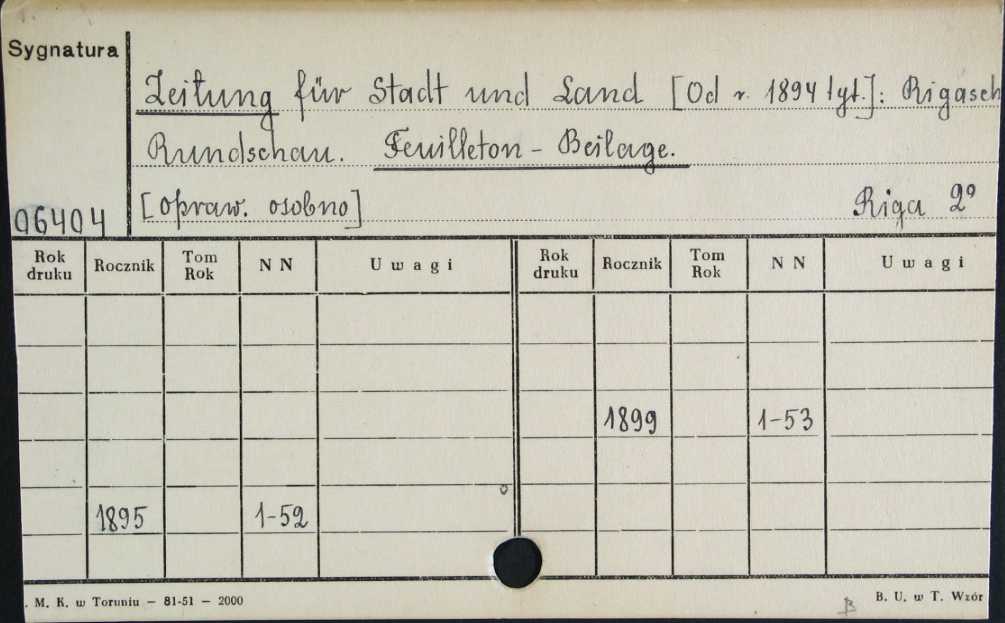 Sygnatura
Zeitung für Stadt und Land [Od r. 1894 tyt.]: Rigasch
Rundschau. Feuilleton - Beilage.
[opraw. osobno] Riga 2°
06404
Rok druku Rocznik Tom Rok N N Uwagi Rok druku Rocznik Tom Rok N N Uwagi
1899 1-53
1895 1-52
. M. K. w Toruniu — 81-51 — 2000 B. U. w T. Wzór
B